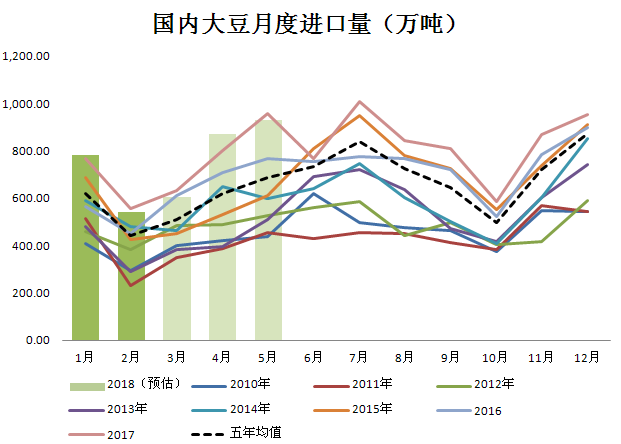 国内大豆月度进口量（万吨）
1,200.00
1,000.00
800.00
600.00
400.00
200.00
0.00
1月 2月 3月 4月 5月 6月 7月 8月 9月 10月 11月 12月
2018（预估） 2010年 2011年 2012年
2013年 2014年 2015年 2016
2017 五年均值